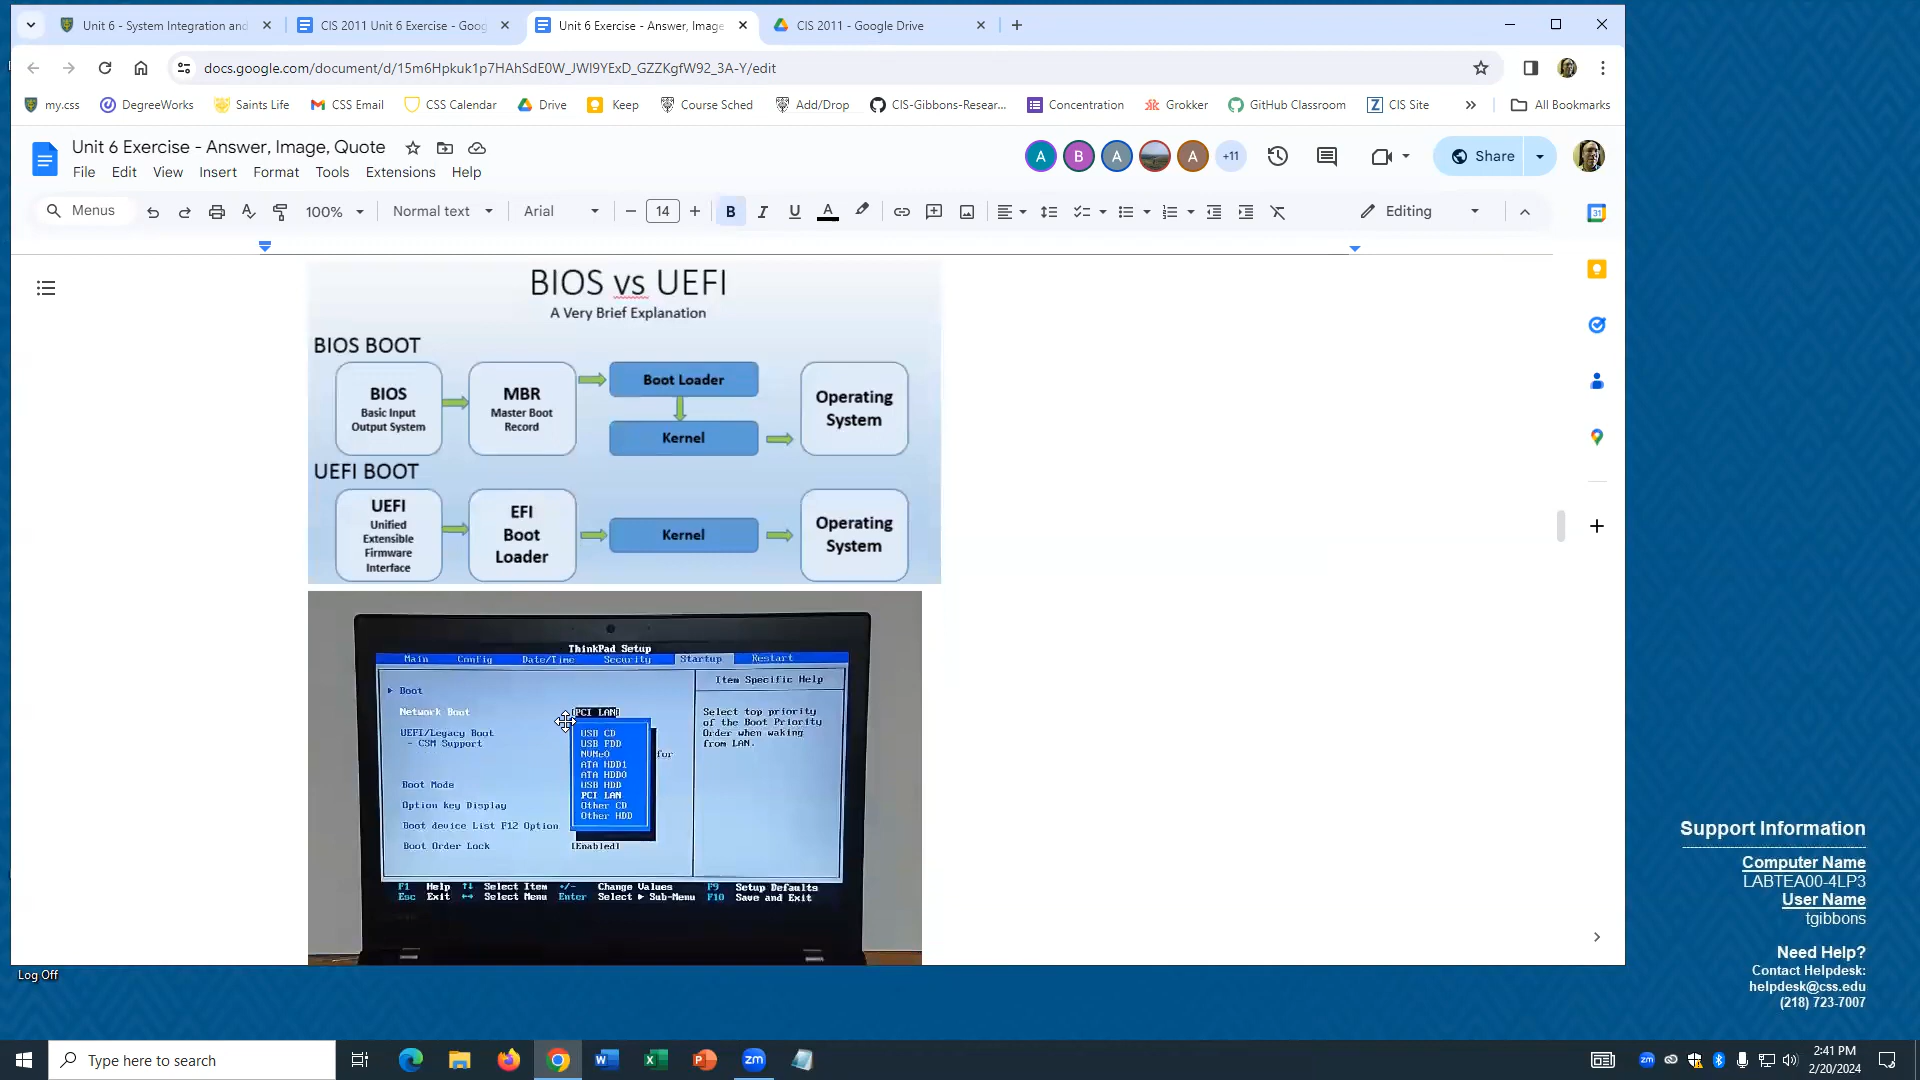 Unit 6 - System Integration and
CIS 2011 Unit 6 Exercise - Goog
Unit 6 Exercise - Answer, Image,
CIS 2011 - Google Drive
docs.google.com/document/d/15m6Hpkuk1p7HAhSdE0W_JWl9YExD_GZZKgfW92_3A-Y/edit
my.css
DegreeWorks
Saints Life
CSS Email
CSS Calendar
Drive
Keep
Course Sched
Add/Drop
CIS-Gibbons-Resear...
Concentration
Grokker
GitHub Classroom
CIS Site
All Bookmarks
Unit 6 Exercise - Answer, Image, Quote
A
B
A
A
+11
Share
File Edit View Insert Format Tools Extensions Help
Menus
100%
Normal text
Arial
14
B
I
U
A
Editing
31
BIOS vs UEFI
A Very Brief Explanation
BIOS BOOT
BIOS
Basic Input
Output System
MBR
Master Boot
Record
Boot Loader
Kernel
Operating
System
UEFI BOOT
UEFI
Unified
Extensible
Firmware
Interface
EFI
Boot
Loader
Kernel
Operating
System
ThinkPad Setup
Main Config Date/Time Security Startup Restart
Item Specific Help
Boot
Network Boot
[PCI LAN]
UEFI/Legacy Boot
- CSM Support
for
Boot Mode
Option key Display
Boot device List F12 Option
Boot Order Lock
[Enabled]
USB CD
USB FDD
NVMe0
ATA HDD1
ATA HDD0
USB HDD
PCI LAN
Other CD
Other HDD
Select top priority
of the Boot Priority
Order when waking
from LAN.
F1 Help ↑↓ Select Item +/- Change Values F9 Setup Defaults
Esc Exit ↔ Select Menu Enter Select ▶ Sub-Menu F10 Save and Exit
Log Off
Support Information
Computer Name
LABTEA00-4LP3
User Name
tgibbons
Need Help?
Contact Helpdesk:
helpdesk@css.edu
(218) 723-7007
Type here to search
zm
zm
2:41 PM
2/20/2024